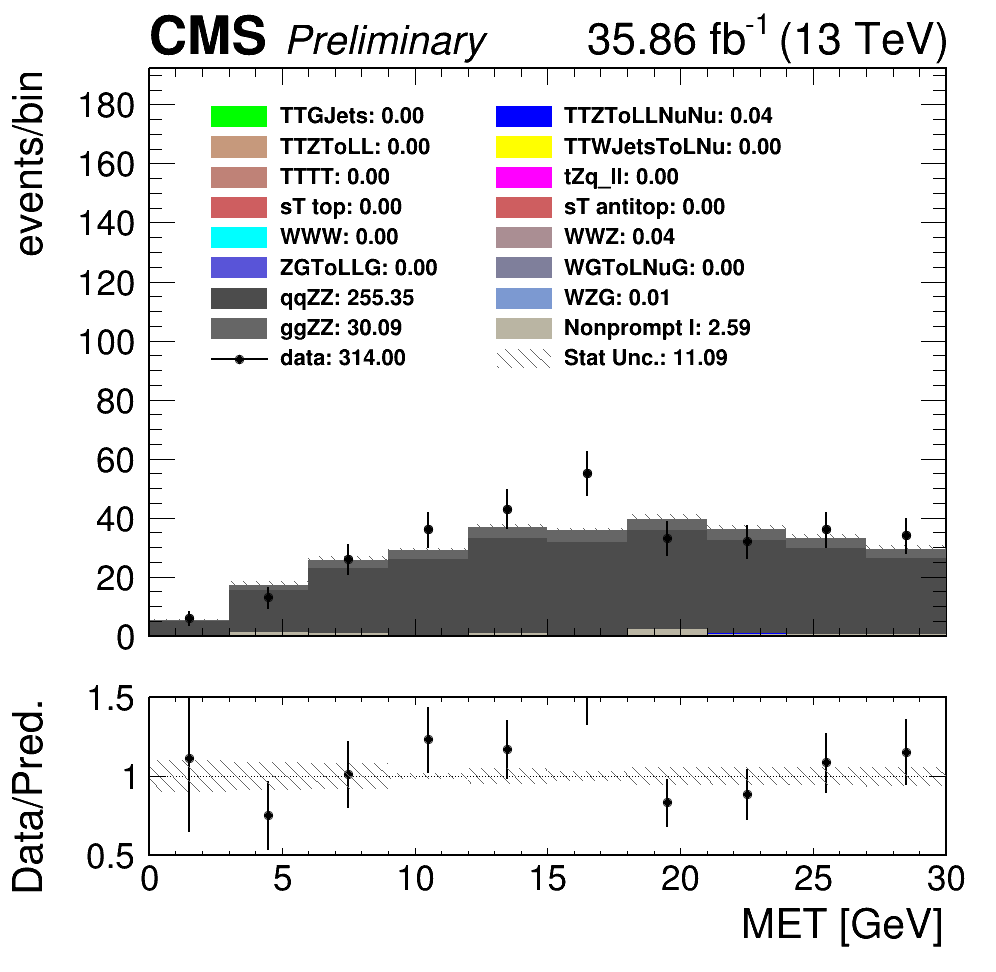 CMS Preliminary 35.86 fb-1 (13 TeV)
events/bin
180
160
140
120
100
80
60
40
20
0
TTGJets: 0.00 TTZToLLNuNu: 0.04
TTZToLL: 0.00 TTWJetsToLNu: 0.00
TTTT: 0.00 tZq_ll: 0.00
sT top: 0.00 sT antitop: 0.00
WWW: 0.00 WWZ: 0.04
ZGToLLG: 0.00 WGToLNuG: 0.00
qqZZ: 255.35 WZG: 0.01
ggZZ: 30.09 Nonprompt l: 2.59
data: 314.00 Stat Unc.: 11.09
Data/Pred.
1.5
1
0.5
0 5 10 15 20 25 30
MET [GeV]